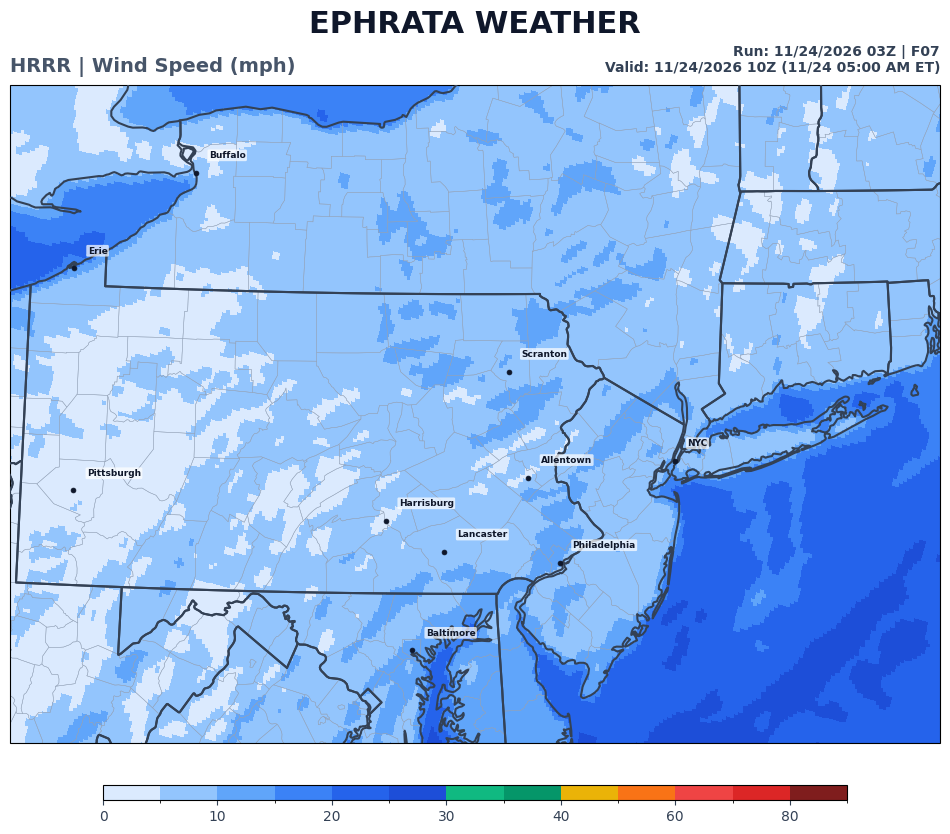 EPHRATA WEATHER
HRRR | Wind Speed (mph)
Run: 11/24/2026 03Z | F07
Valid: 11/24/2026 10Z (11/24 05:00 AM ET)
Buffalo
Erie
Scranton
NYC
Allentown
Pittsburgh
Harrisburg
Lancaster
Philadelphia
Baltimore
0 10 20 30 40 50 60 70 80